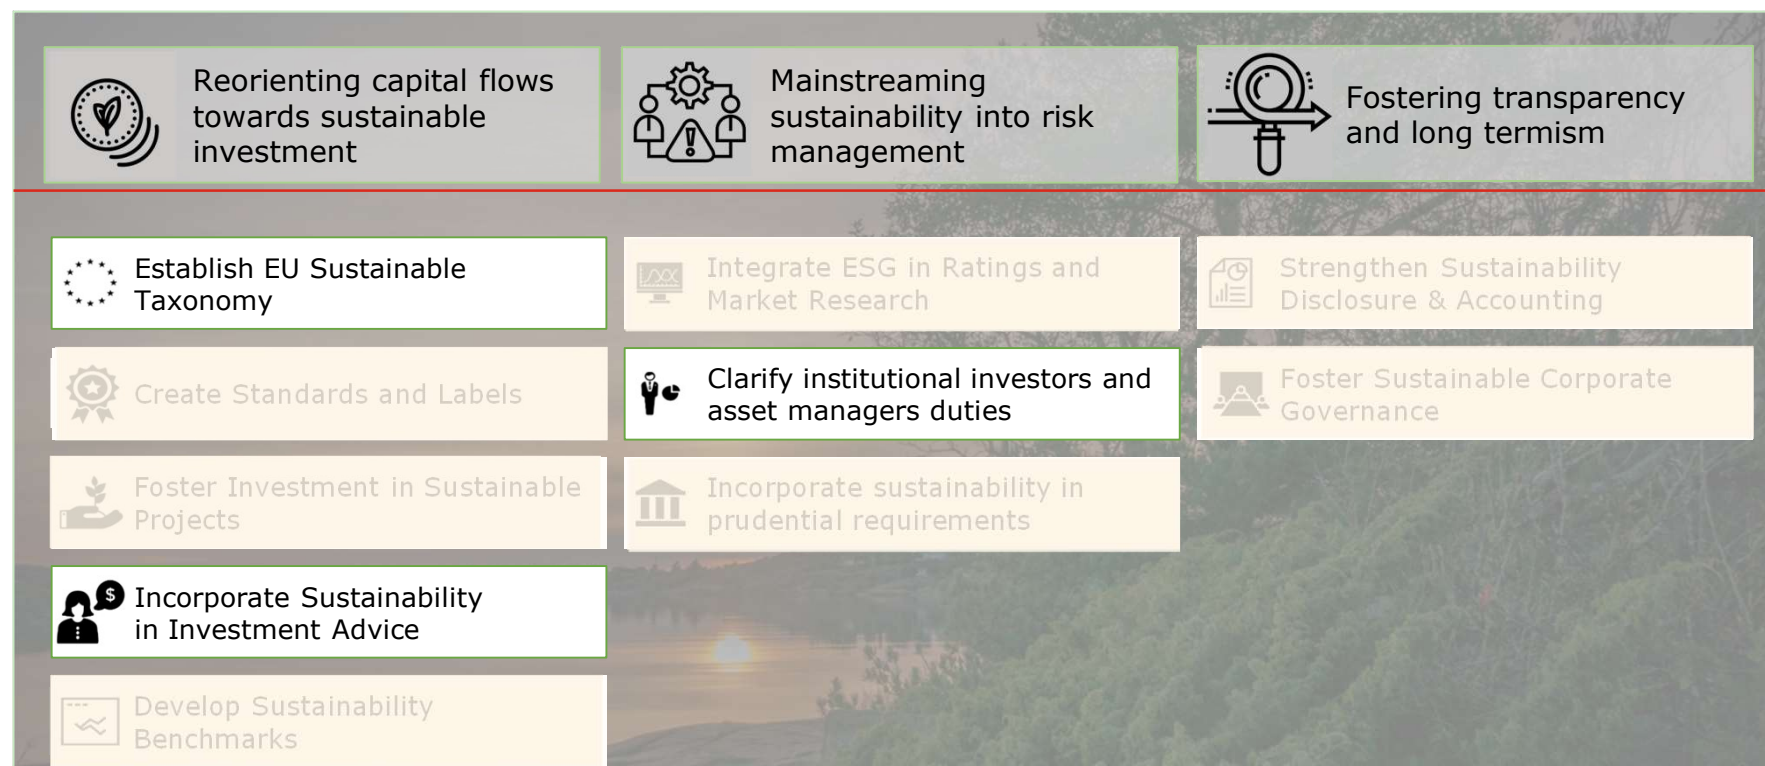 Reorienting capital flows
towards sustainable
investment
Mainstreaming
sustainability into risk
management
Fostering transparency
and long termism
Establish EU Sustainable
Taxonomy
Create Standards and Labels
Foster Investment in Sustainable
Projects
$
Incorporate Sustainability
in Investment Advice
Develop Sustainability
Benchmarks
Integrate ESG in Ratings and
Market Research
Clarify institutional investors and
asset managers duties
Incorporate sustainability in
prudential requirements
Strengthen Sustainability
Disclosure & Accounting
Foster Sustainable Corporate
Governance